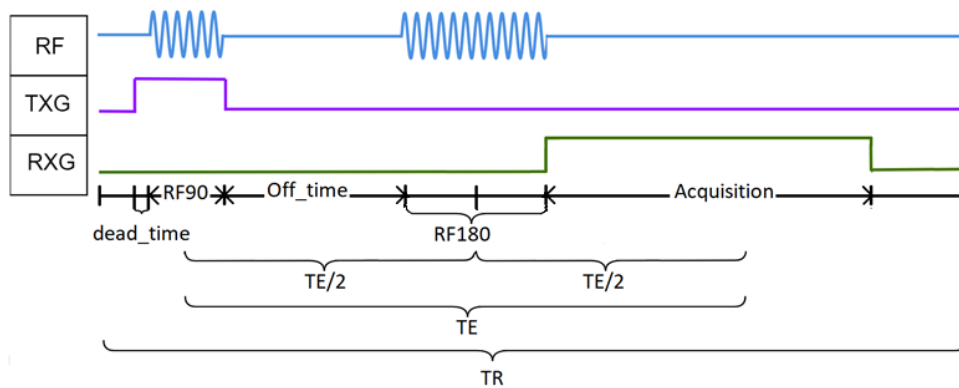 RF
TXG
RXG
RF90 Off_time Acquisition
dead_time RF180
TE/2 TE/2
TE
TR